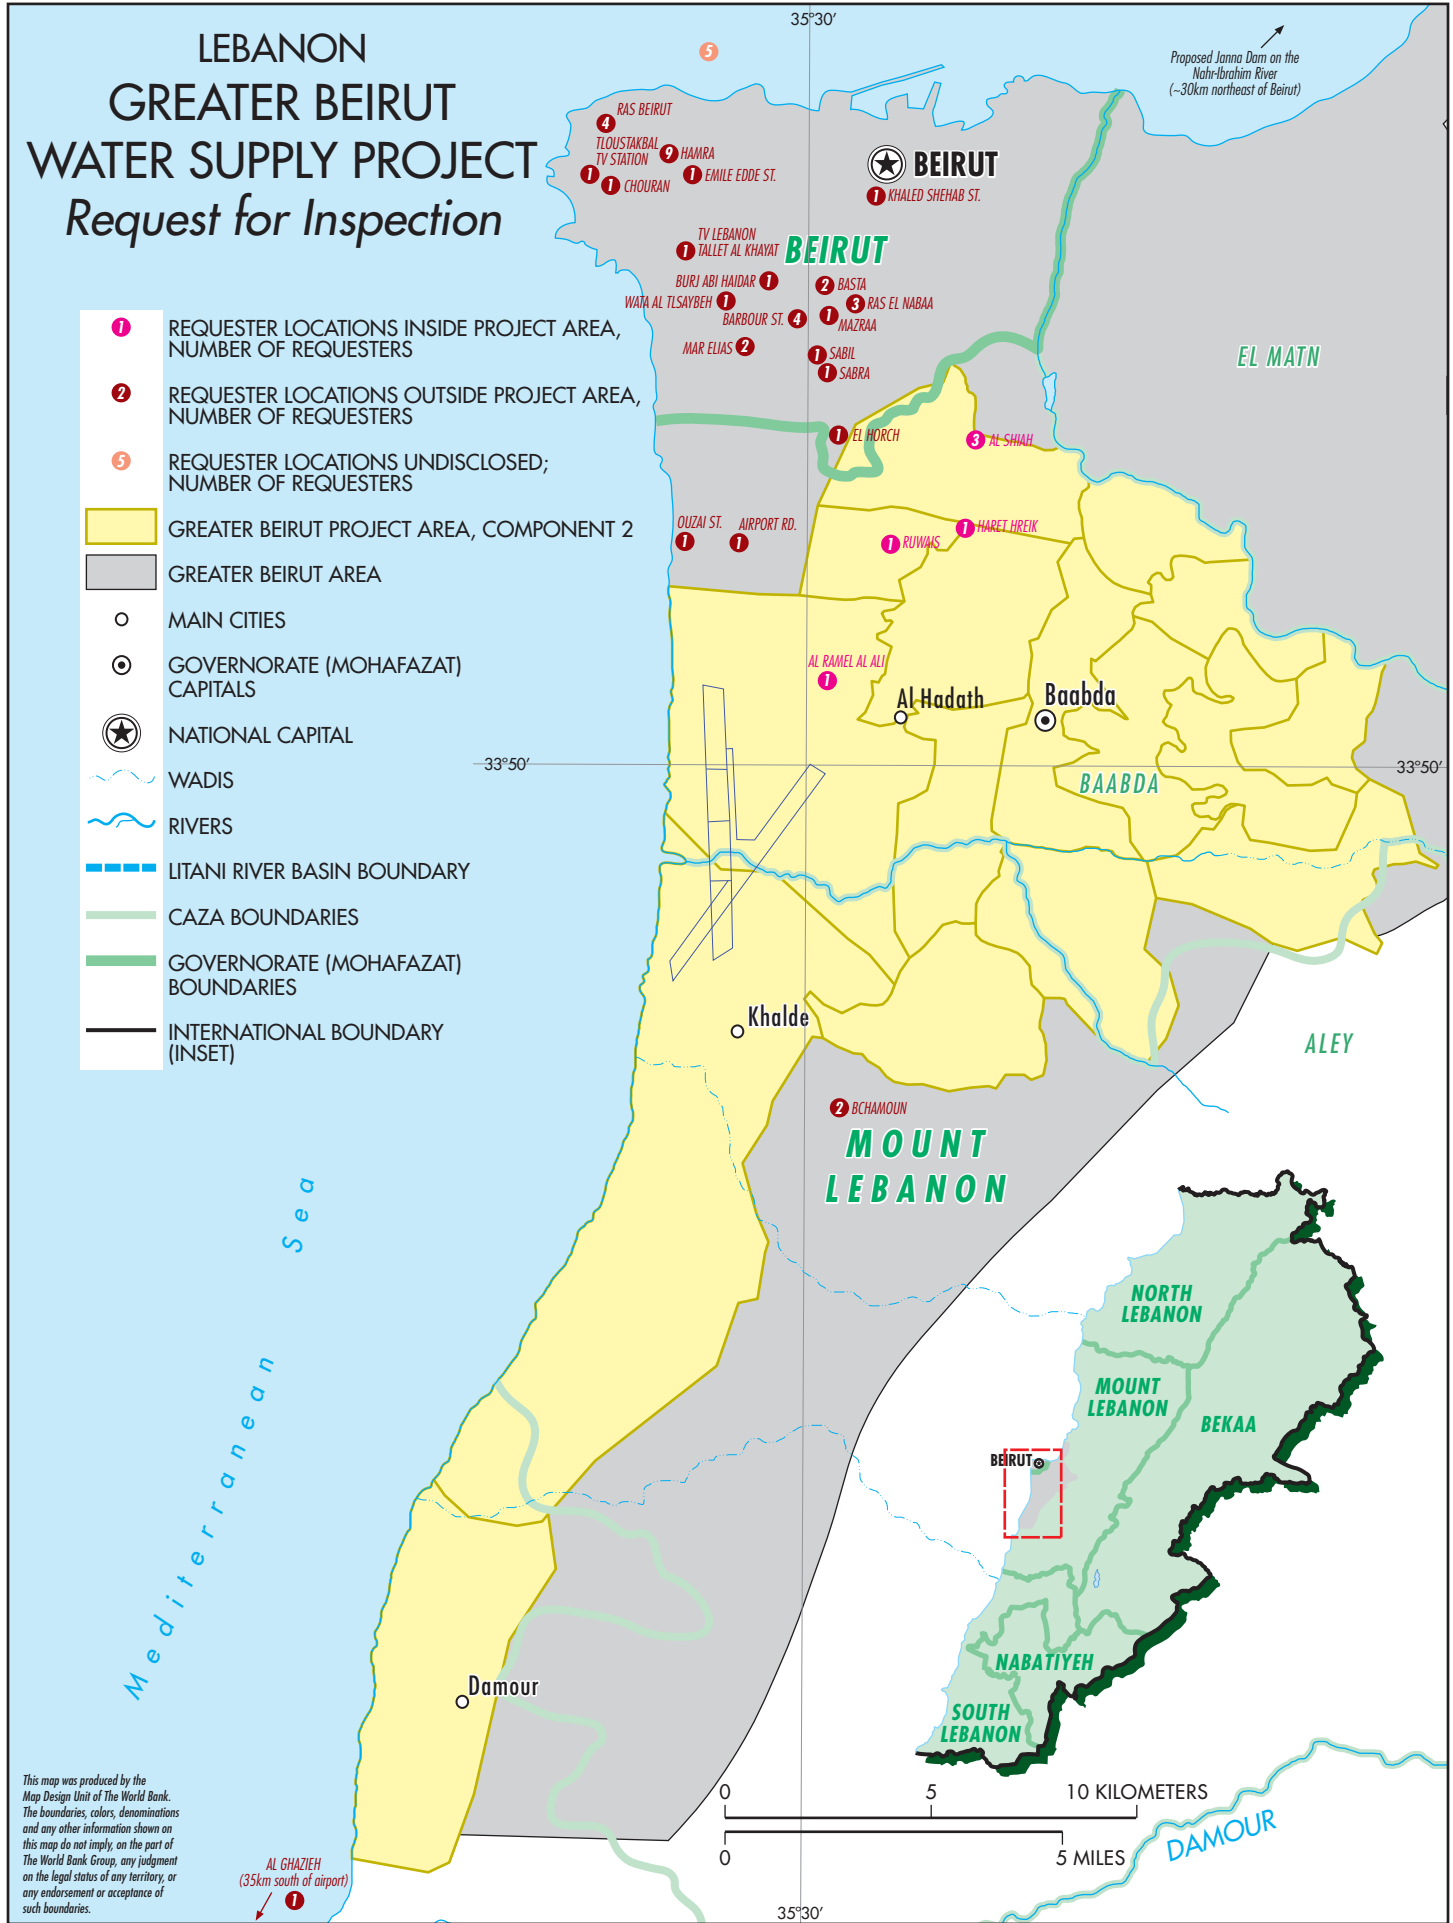 LEBANON
GREATER BEIRUT
WATER SUPPLY PROJECT
Request for Inspection
1
REQUESTER LOCATIONS INSIDE PROJECT AREA,
NUMBER OF REQUESTERS
2
REQUESTER LOCATIONS OUTSIDE PROJECT AREA,
NUMBER OF REQUESTERS
5
REQUESTER LOCATIONS UNDISCLOSED;
NUMBER OF REQUESTERS
GREATER BEIRUT PROJECT AREA, COMPONENT 2
GREATER BEIRUT AREA
MAIN CITIES
GOVERNORATE (MOHAFAZAT)
CAPITALS
NATIONAL CAPITAL
WADIS
RIVERS
LITANI RIVER BASIN BOUNDARY
CAZA BOUNDARIES
GOVERNORATE (MOHAFAZAT)
BOUNDARIES
INTERNATIONAL BOUNDARY
(INSET)
35°30′
5
Proposed Janna Dam on the
Nahr-Ibrahim River
(~30km northeast of Beirut)
RAS BEIRUT
4
TLOUSTAKBAL
TV STATION
1
9 HAMRA
1 CHOURAN
1 EMILE EDDE ST.
BEIRUT
1 KHALED SHEHAB ST.
TV LEBANON
1 TALLET AL KHAYAT
BEIRUT
BURJ ABI HAIDAR 1
2 BASTA
WATA AL TLSAYBEH 1
3 RAS EL NABAA
BARBOUR ST. 4
1
MAZRAA
MAR ELIAS 2
1 SABIL
1 SABRA
EL MATN
1 EL HORCH
3 AL SHIAH
OUZAI ST.
1
AIRPORT RD.
1
1 HARET HREIK
1 RUWAIS
AL RAMEL AL ALI
1
Al Hadath
Baabda
33°50′
33°50′
BAABDA
Khalde
ALEY
2 BCHAMOUN
MOUNT
LEBANON
Mediterranean Sea
NORTH
LEBANON
MOUNT
LEBANON
BEKAA
BEIRUT
NABATIYEH
SOUTH
LEBANON
Damour
This map was produced by the
Map Design Unit of The World Bank.
The boundaries, colors, denominations
and any other information shown on
this map do not imply, on the part of
The World Bank Group, any judgment
on the legal status of any territory, or
any endorsement or acceptance of
such boundaries.
AL GHAZIEH
(35km south of airport)
1
0 5 10 KILOMETERS
0 5 MILES
DAMOUR
35°30′